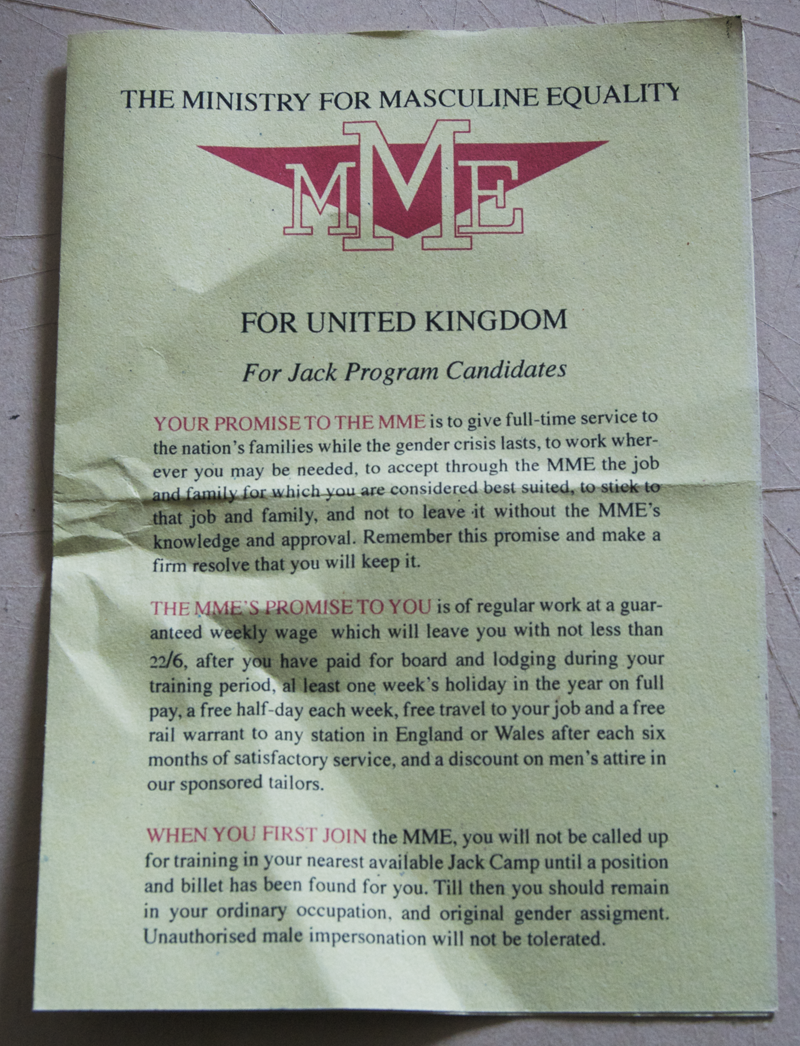 THE MINISTRY FOR MASCULINE EQUALITY
MME
FOR UNITED KINGDOM
For Jack Program Candidates
YOUR PROMISE TO THE MME is to give full-time service to
the nation's families while the gender crisis lasts, to work wher-
ever you may be needed, to accept through the MME the job
and family for which you are considered best suited, to stick to
that job and family, and not to leave it without the MME's
knowledge and approval. Remember this promise and make a
firm resolve that you will keep it.
THE MME'S PROMISE TO YOU is of regular work at a guar-
anteed weekly wage which will leave you with not less than
22/6, after you have paid for board and lodging during your
training period, al least one week's holiday in the year on full
pay, a free half-day each week, free travel to your job and a free
rail warrant to any station in England or Wales after each six
months of satisfactory service, and a discount on men's attire in
our sponsored tailors.
WHEN YOU FIRST JOIN the MME, you will not be called up
for training in your nearest available Jack Camp until a position
and billet has been found for you. Till then you should remain
in your ordinary occupation, and original gender assigment.
Unauthorised male impersonation will not be tolerated.